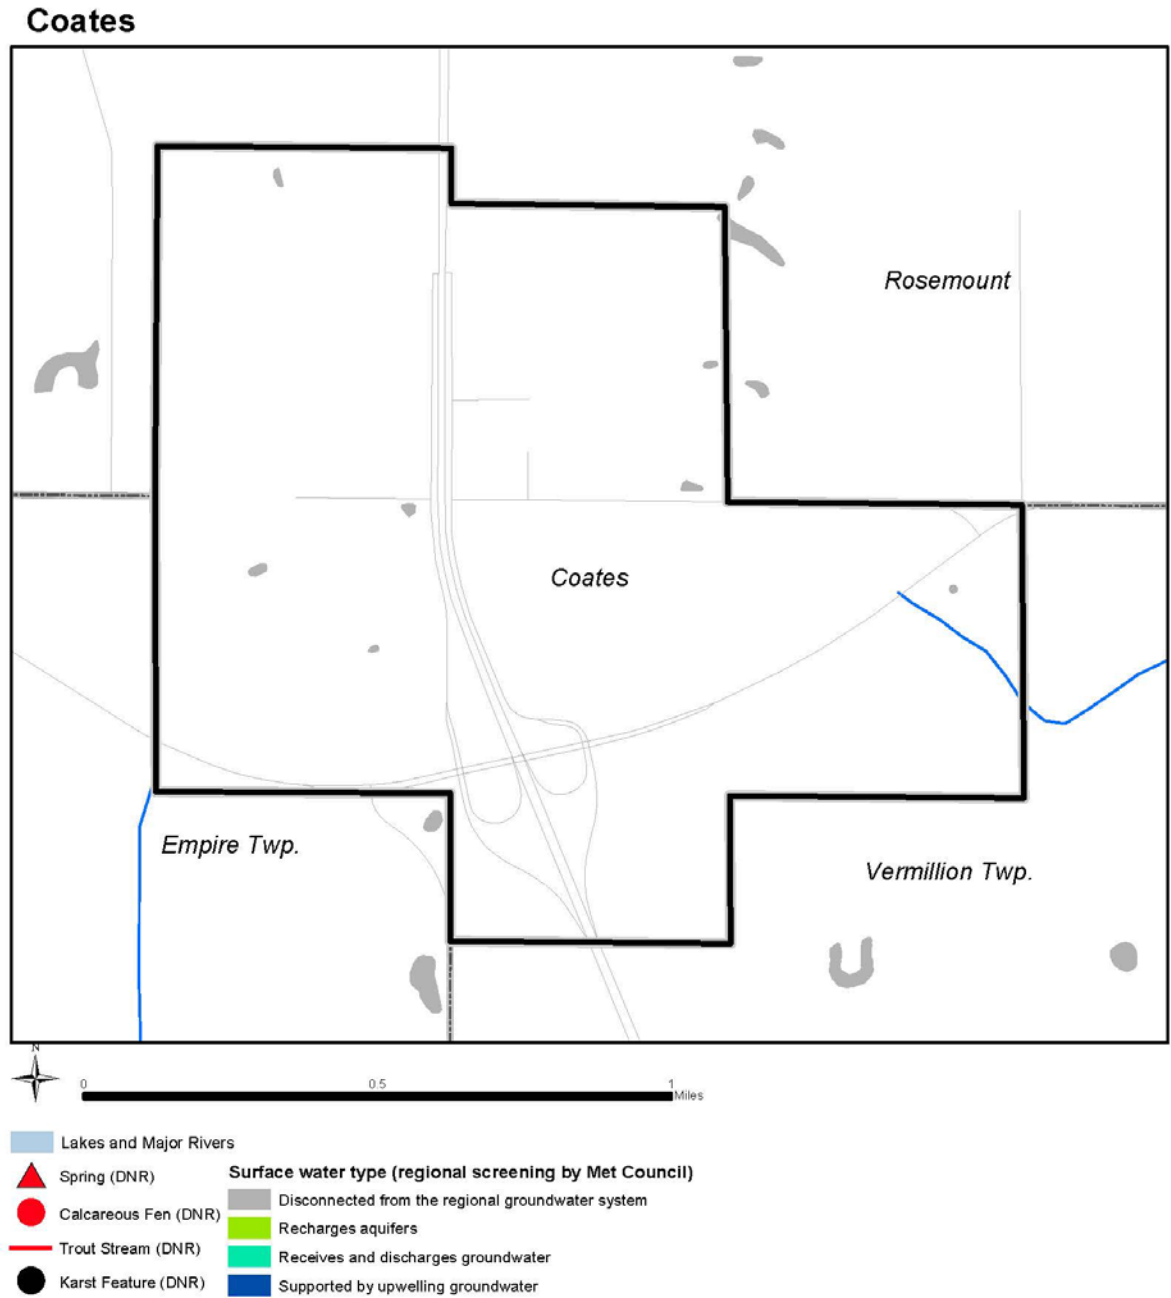 Coates
Rosemount
Coates
Empire Twp.
Vermillion Twp.
N
0 0.5 1
Miles
Lakes and Major Rivers
Spring (DNR)
Calcareous Fen (DNR)
Trout Stream (DNR)
Karst Feature (DNR)
Surface water type (regional screening by Met Council)
Disconnected from the regional groundwater system
Recharges aquifers
Receives and discharges groundwater
Supported by upwelling groundwater